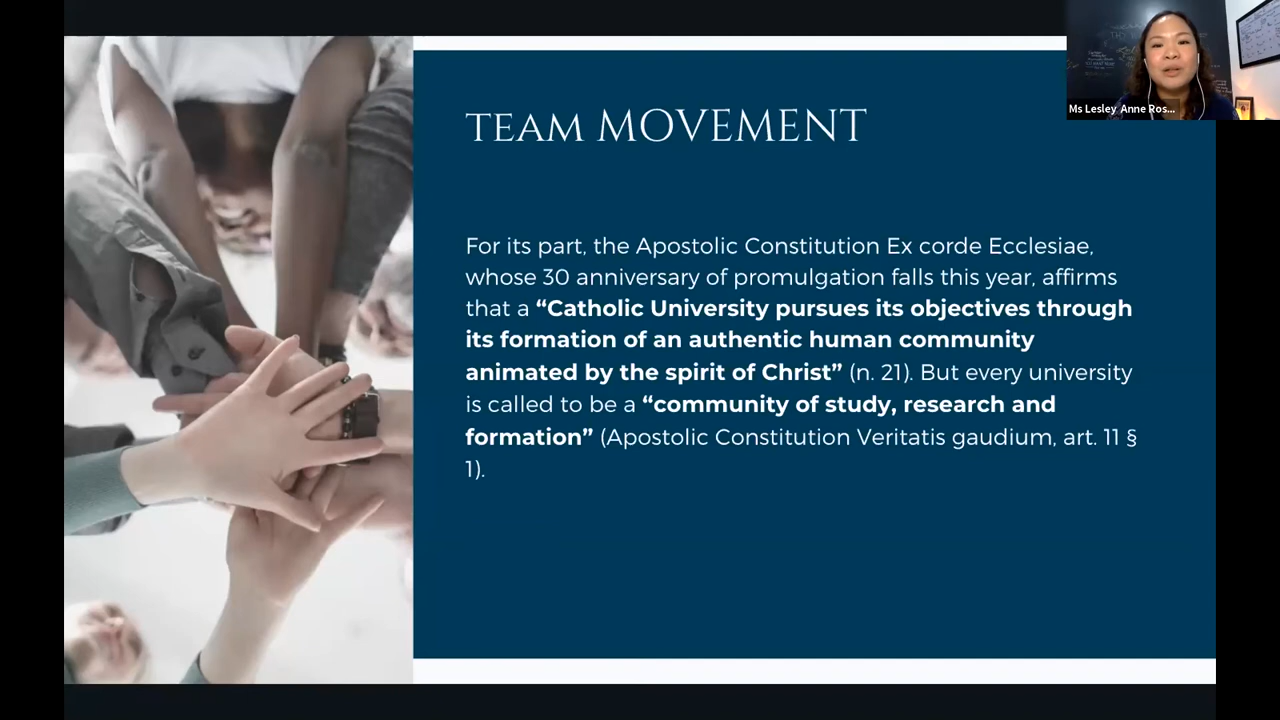 Ms Lesley Anne Ros...
TEAM MOVEMENT
For its part, the Apostolic Constitution Ex corde Ecclesiae,
whose 30 anniversary of promulgation falls this year, affirms
that a “Catholic University pursues its objectives through
its formation of an authentic human community
animated by the spirit of Christ” (n. 21). But every university
is called to be a “community of study, research and
formation” (Apostolic Constitution Veritatis gaudium, art. 11 §
1).